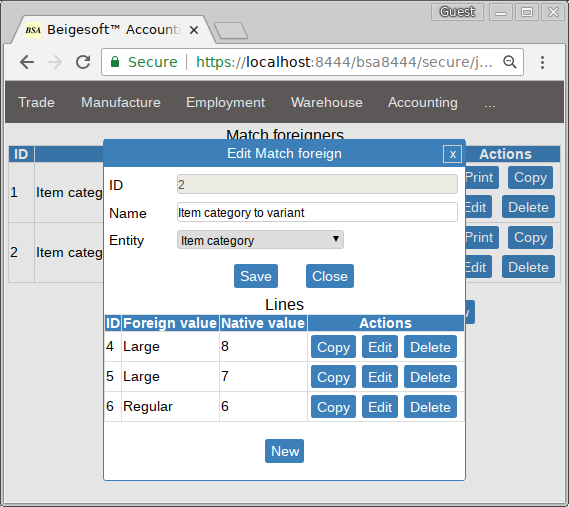 Guest
BSA Beigesoft™ Account
Secure https://localhost:8444/bsa8444/secure/j...
Trade Manufacture Employment Warehouse Accounting ...
Match foreigners
ID Actions
1 Item categ Print Copy
Edit Delete
2 Item categ Print Copy
Edit Delete
Edit Match foreign x
ID 2
Name Item category to variant
Entity Item category
Save Close
Lines
ID Foreign value Native value Actions
4 Large 8 Copy Edit Delete
5 Large 7 Copy Edit Delete
6 Regular 6 Copy Edit Delete
New